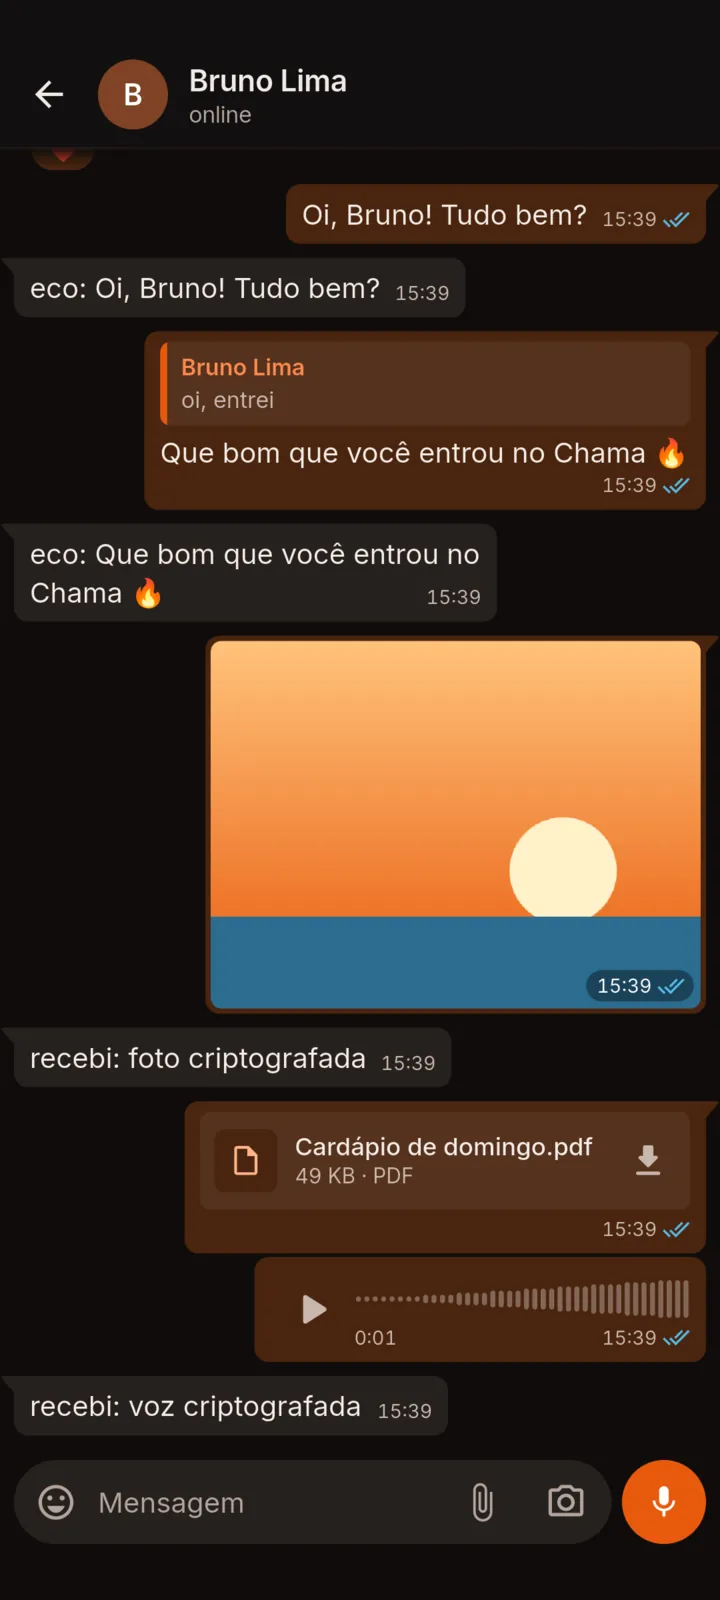 B
Bruno Lima
online
Oi, Bruno! Tudo bem? 15:39
eco: Oi, Bruno! Tudo bem? 15:39
Bruno Lima
oi, entrei
Que bom que você entrou no Chama 🔥
15:39
eco: Que bom que você entrou no
Chama 🔥 15:39
15:39
recebi: foto criptografada 15:39
Cardápio de domingo.pdf
49 KB · PDF
15:39
0:01 15:39
recebi: voz criptografada 15:39
Mensagem